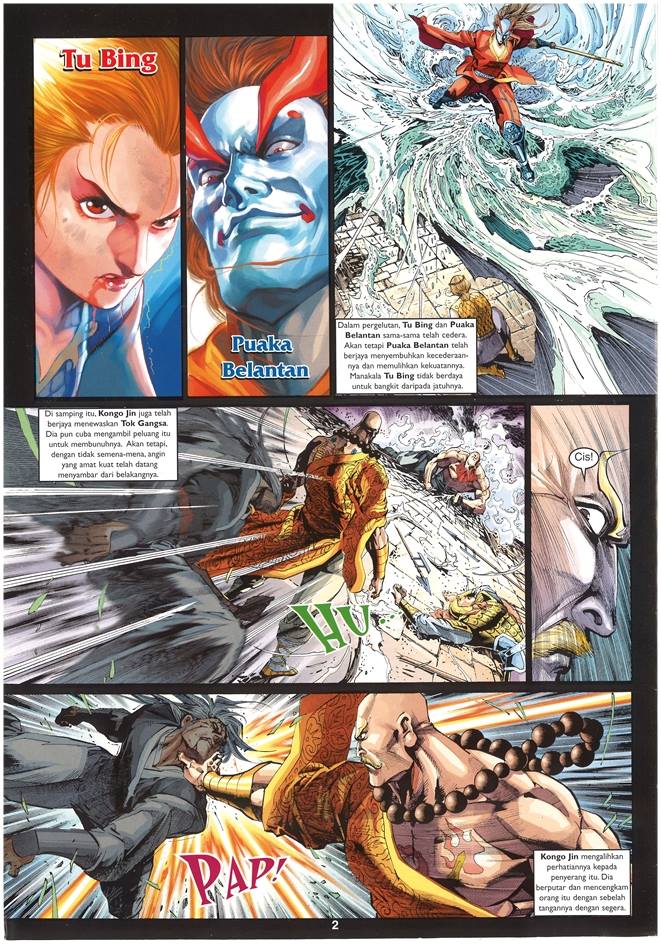 Tu Bing
Puaka
Belantan
Dalam pergelutan, Tu Bing dan Puaka
Belantan sama-sama telah cedera.
Akan tetapi Puaka Belantan telah
berjaya menyembuhkan kecederaan-
nya dan memulihkan kekuatannya.
Manakala Tu Bing tidak berdaya
untuk bangkit daripada jatuhnya.
Di samping itu, Kongo Jin juga telah
berjaya menewaskan Tok Gangsa.
Dia pun cuba mengambil peluang itu
untuk membunuhnya. Akan tetapi,
dengan tidak semena-mena, angin
yang amat kuat telah datang
menyambar dari belakangnya.
Cis!
HU...
PAP!
Kongo Jin mengalihkan
perhatiannya kepada
penyerang itu. Dia
berputar dan mencengkam
orang itu dengan sebelah
tangannya dengan segera.
2